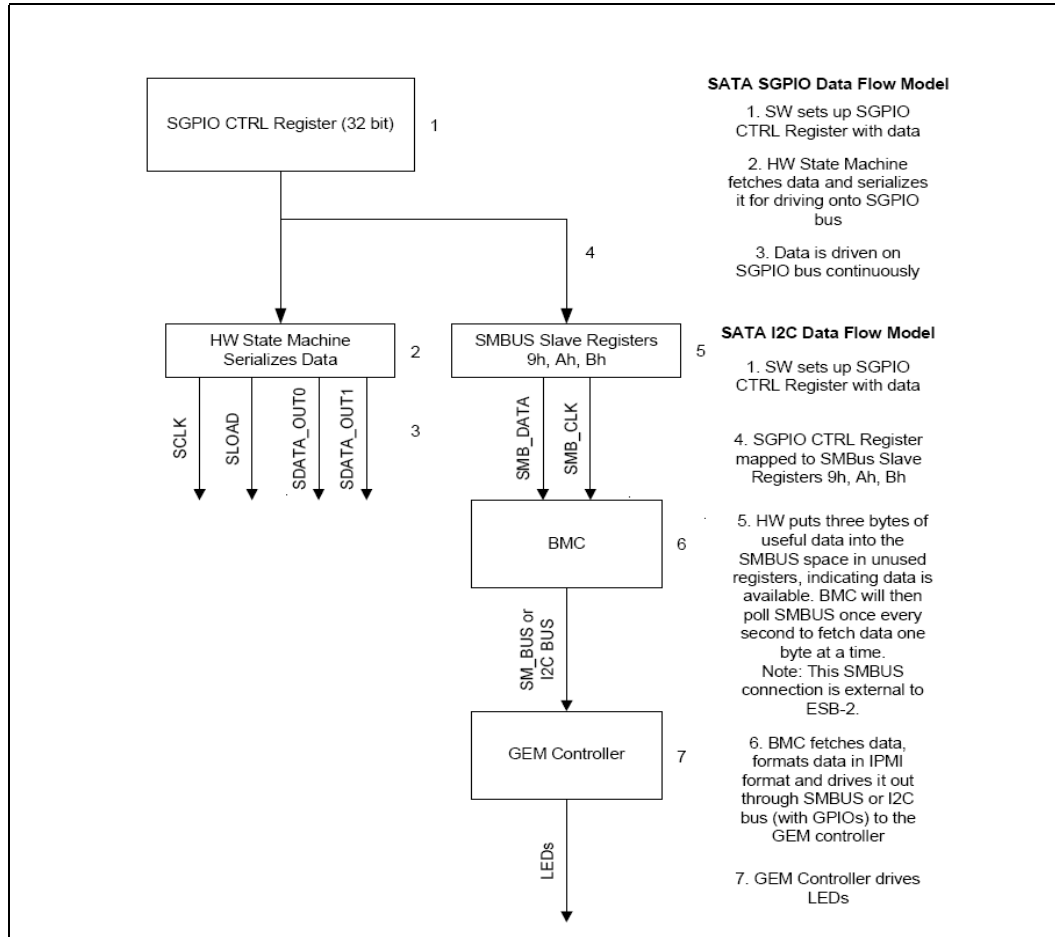 SGPIO CTRL Register (32 bit)
1
4
HW State Machine
Serializes Data
2
SMBUS Slave Registers
9h, Ah, Bh
5
SCLK
SLOAD
SDATA_OUT0
SDATA_OUT1
3
SMB_DATA
SMB_CLK
BMC
6
SM_BUS or
I2C BUS
GEM Controller
7
LEDs
SATA SGPIO Data Flow Model
1. SW sets up SGPIO
CTRL Register with data
2. HW State Machine
fetches data and serializes
it for driving onto SGPIO
bus
3. Data is driven on
SGPIO bus continuously
SATA I2C Data Flow Model
1. SW sets up SGPIO
CTRL Register with data
4. SGPIO CTRL Register
mapped to SMBus Slave
Registers 9h, Ah, Bh
5. HW puts three bytes of
useful data into the
SMBUS space in unused
registers, indicating data is
available. BMC will then
poll SMBUS once every
second to fetch data one
byte at a time.
Note: This SMBUS
connection is external to
ESB-2.
6. BMC fetches data,
formats data in IPMI
format and drives it out
through SMBUS or I2C
bus (with GPIOs) to the
GEM controller
7. GEM Controller drives
LEDs